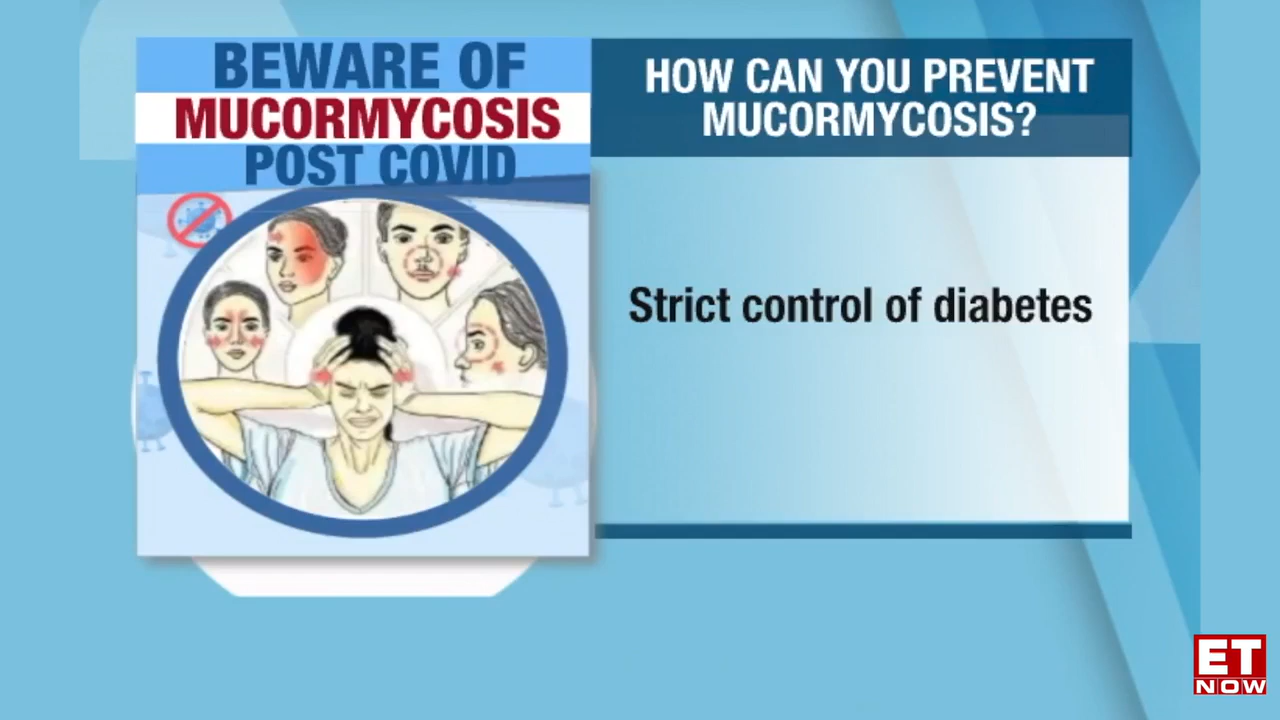 BEWARE OF
MUCORMYCOSIS
POST COVID
HOW CAN YOU PREVENT
MUCORMYCOSIS?
Strict control of diabetes
ET
NOW